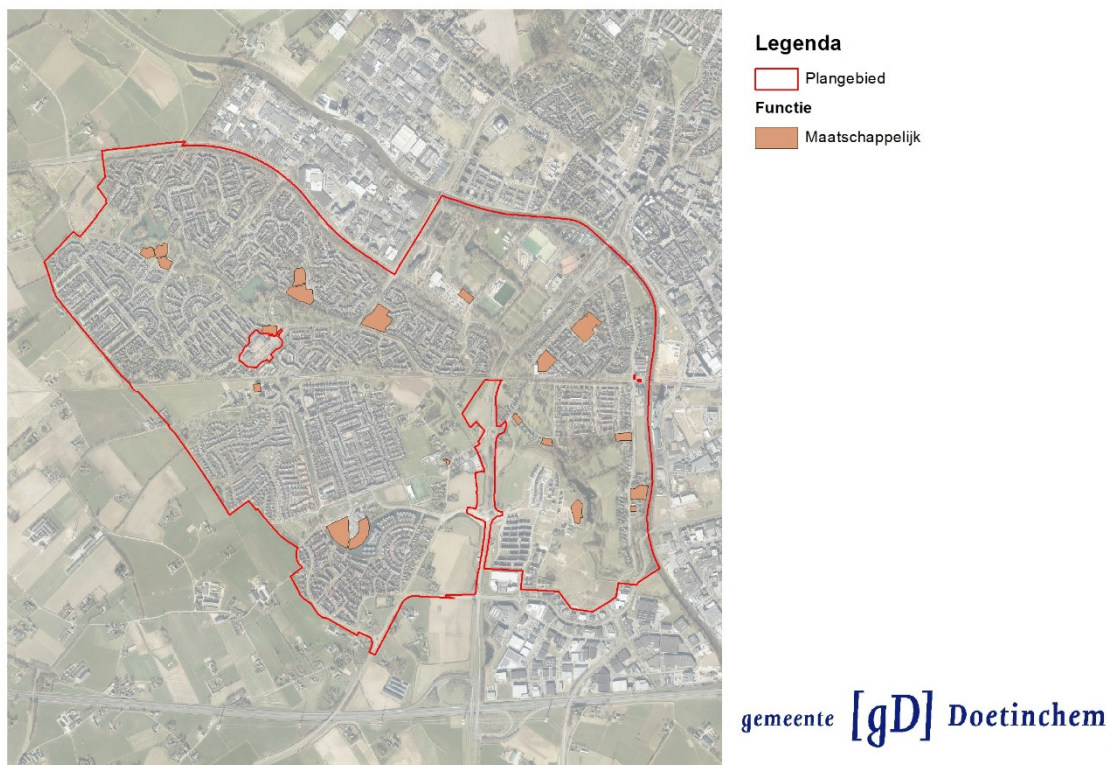 Legenda
Plangebied
Functie
Maatschappelijk
gemeente [gD] Doetinchem